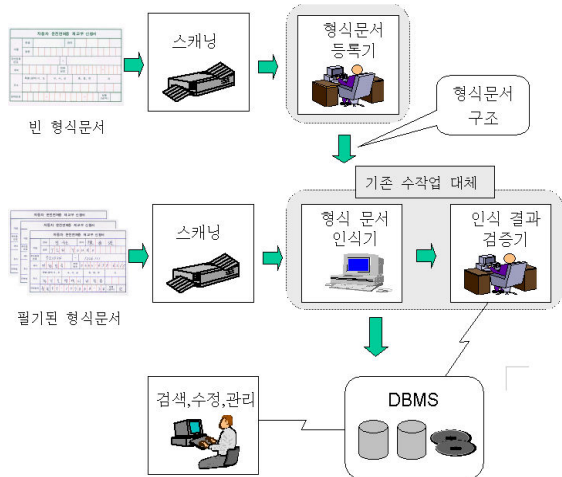 스캐닝
형식문서
등록기
빈 형식문서
형식문서
구조
기존 수작업 대체
스캐닝
형식 문서
인식기
인식 결과
검증기
필기된 형식문서
검색,수정,관리
DBMS